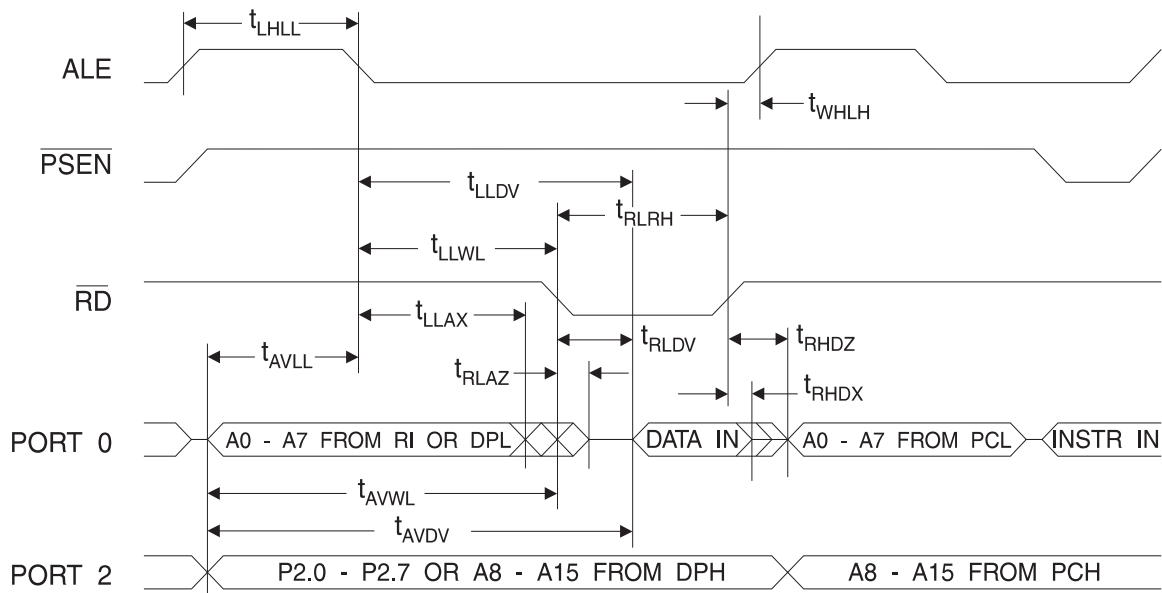 tLHLL
ALE
tWHLH
PSEN
tLLDV
tRLRH
tLLWL
RD
tLLAX
tRLDV
tRHDZ
tAVLL
tRLAZ
tRHDX
PORT 0
A0 - A7 FROM RI OR DPL
DATA IN
A0 - A7 FROM PCL
INSTR IN
tAVWL
tAVDV
PORT 2
P2.0 - P2.7 OR A8 - A15 FROM DPH
A8 - A15 FROM PCH